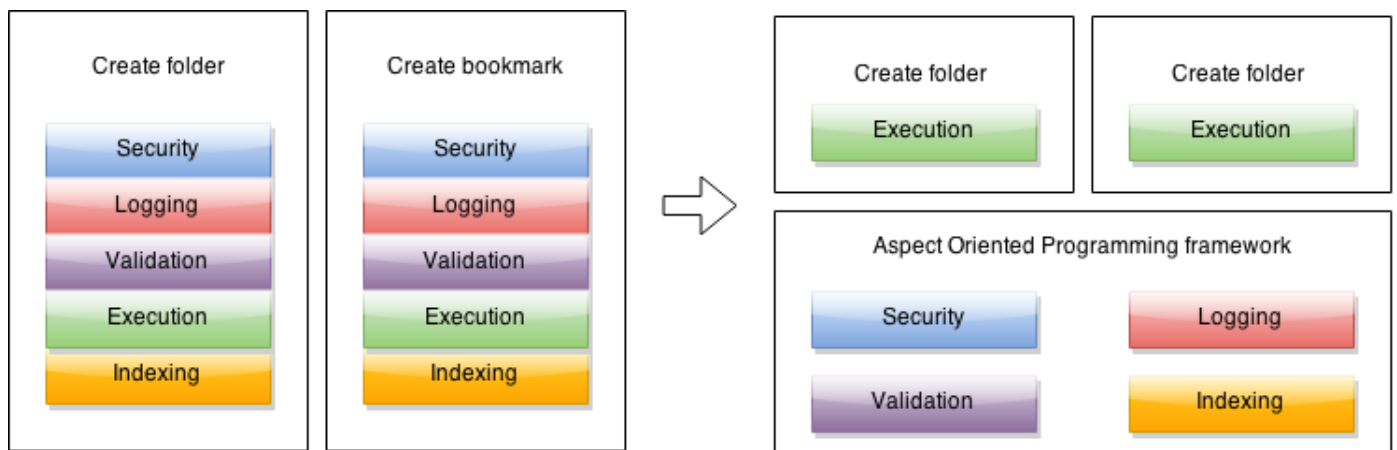 Create folder
Security
Logging
Validation
Execution
Indexing
Create bookmark
Security
Logging
Validation
Execution
Indexing
Create folder
Execution
Create folder
Execution
Aspect Oriented Programming framework
Security
Logging
Validation
Indexing